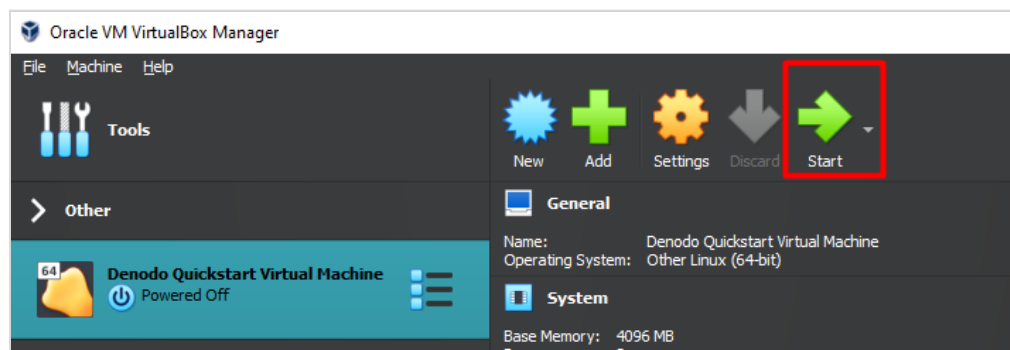 Oracle VM VirtualBox Manager
File Machine Help
Tools
New Add Settings Discard Start
Other
General
Name: Denodo Quickstart Virtual Machine
Operating System: Other Linux (64-bit)
64
Denodo Quickstart Virtual Machine
Powered Off
System
Base Memory: 4096 MB